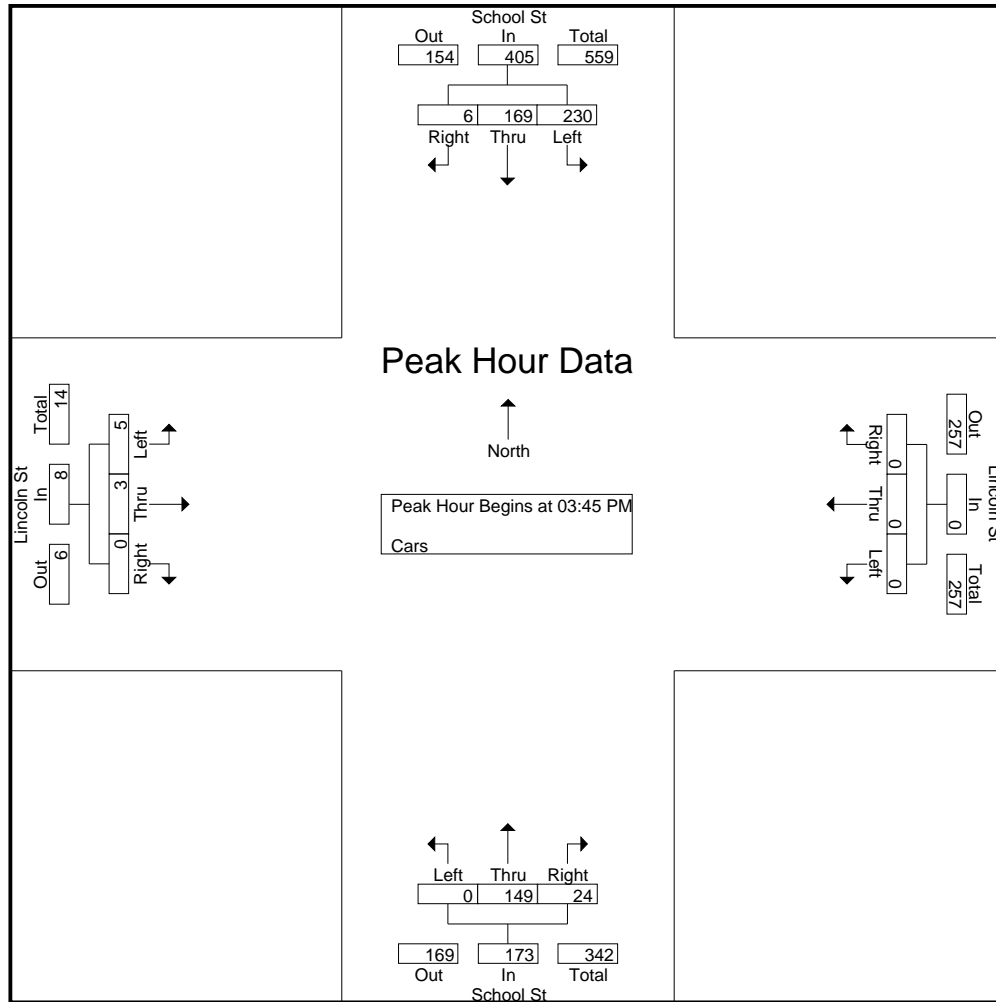 School St
Out In Total
154 405 559
6 169 230
Right Thru Left
Peak Hour Data
North
Peak Hour Begins at 03:45 PM
Cars
Lincoln St
Total In Out
14 8 6
5 3 0
Left Thru Right
Lincoln St
Out In Total
257 0 257
0 0 0
Right Thru Left
Left Thru Right
0 149 24
169 173 342
Out In Total
School St